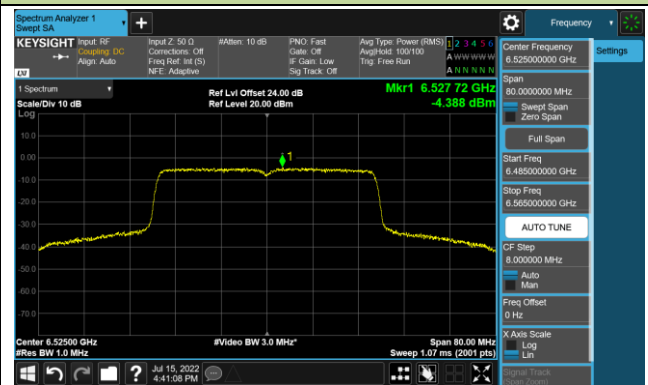 Spectrum Analyzer 1
Swept SA
+
Frequency
KEYSIGHT
Input: RF
Coupling: DC
Align: Auto
Input Z: 50 Ω
Corrections: Off
Freq Ref: Int (S)
NFE: Adaptive
#Atten: 10 dB
PNO: Fast
Gate: Off
IF Gain: Low
Sig Track: Off
Avg Type: Power (RMS)
Avg|Hold: 100/100
Trig: Free Run
1 2 3 4 5 6
A W W W W W
A N N N N N
LXI
1 Spectrum
Scale/Div 10 dB
Ref Lvl Offset 24.00 dB
Ref Level 20.00 dBm
Mkr1 6.527 72 GHz
-4.388 dBm
Log
10.0
0.00
-10.0
-20.0
-30.0
-40.0
-50.0
-60.0
-70.0
1
Center 6.52500 GHz
#Res BW 1.0 MHz
#Video BW 3.0 MHz*
Span 80.00 MHz
Sweep 1.07 ms (2001 pts)
Center Frequency
6.525000000 GHz
Settings
Span
80.0000000 MHz
Swept Span
Zero Span
Full Span
Start Freq
6.485000000 GHz
Stop Freq
6.565000000 GHz
AUTO TUNE
CF Step
8.000000 MHz
Auto
Man
Freq Offset
0 Hz
X Axis Scale
Log
Lin
Signal Track
(Span Zoom)
?
Jul 15, 2022
4:41:08 PM